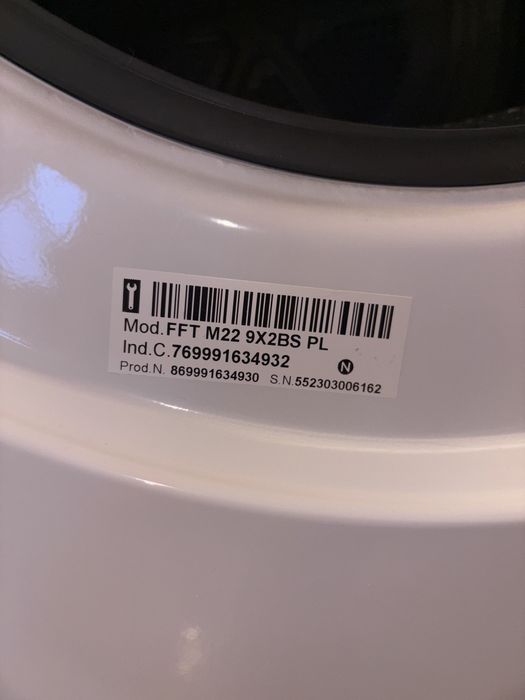 Mod.FFT M22 9X2BS PL
Ind.C.769991634932
N
Prod.N. 869991634930 S.N.552303006162